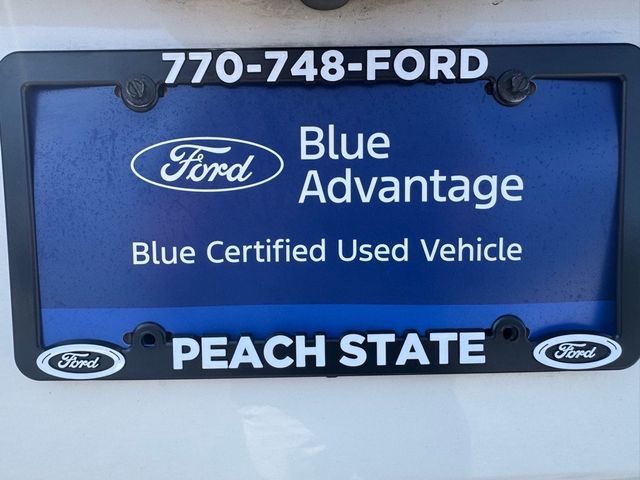 770-748-FORD
Ford
Blue
Advantage
Blue Certified Used Vehicle
Ford PEACH STATE Ford